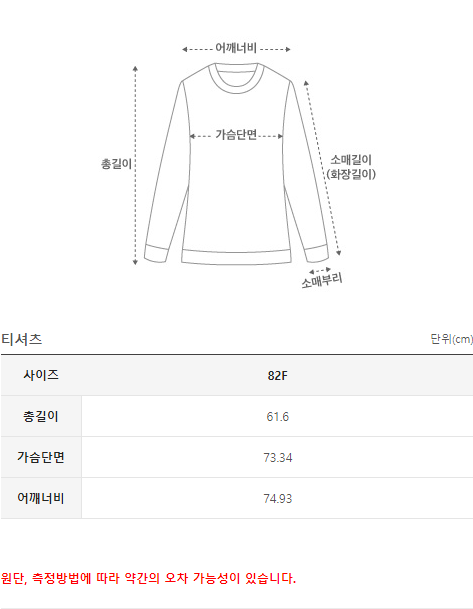 어깨너비
가슴단면
총길이
소매길이
(화장길이)
소매부리
티셔츠 단위(cm)
사이즈 82F
총길이 61.6
가슴단면 73.34
어깨너비 74.93
원단, 측정방법에 따라 약간의 오차 가능성이 있습니다.